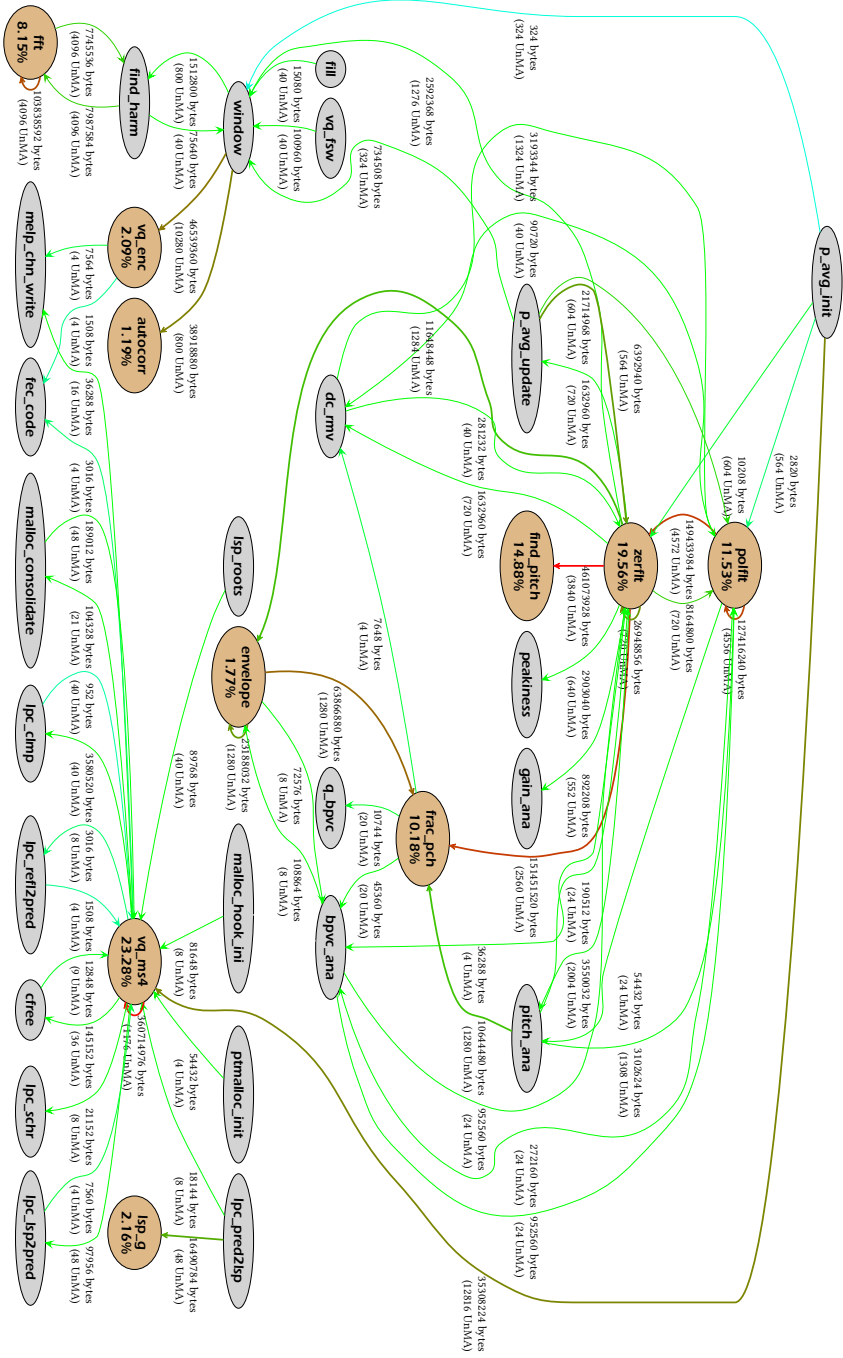 p_avg_init
2820 bytes
(564 UnMA)
10208 bytes
(604 UnMA)
polflt
11.53%
127416240 bytes
(4556 UnMA)
149433984 bytes
(4572 UnMA)
8164800 bytes
(720 UnMA)
324 bytes
(324 UnMA)
3193344 bytes
(1324 UnMA)
90720 bytes
(40 UnMA)
p_avg_update
21714968 bytes
(604 UnMA)
6392940 bytes
(564 UnMA)
1632960 bytes
(720 UnMA)
zerflt
19.56%
26948856 bytes
(720 UnMA)
find_pitch
14.88%
461073928 bytes
(3840 UnMA)
peakiness
2903040 bytes
(640 UnMA)
gain_ana
892208 bytes
(552 UnMA)
151451520 bytes
(2560 UnMA)
190512 bytes
(24 UnMA)
3550032 bytes
(2004 UnMA)
pitch_ana
54432 bytes
(24 UnMA)
3102624 bytes
(1308 UnMA)
2592368 bytes
(1276 UnMA)
734508 bytes
(324 UnMA)
11648448 bytes
(1284 UnMA)
281232 bytes
(40 UnMA)
1632960 bytes
(720 UnMA)
frac_pch
10.18%
36288 bytes
(4 UnMA)
10644480 bytes
(1280 UnMA)
952560 bytes
(24 UnMA)
272160 bytes
(24 UnMA)
952560 bytes
(24 UnMA)
fill
vq_fsw
dc_rmv
7648 bytes
(4 UnMA)
63866880 bytes
(1280 UnMA)
q_bpvc
10744 bytes
(20 UnMA)
45360 bytes
(20 UnMA)
bpvc_ana
15080 bytes
(40 UnMA)
100960 bytes
(40 UnMA)
72576 bytes
(8 UnMA)
108864 bytes
(8 UnMA)
window
lsp_roots
envelope
1.77%
23188032 bytes
(1280 UnMA)
malloc_hook_ini
ptmalloc_init
lpc_pred2lsp
35308224 bytes
(12816 UnMA)
1512800 bytes
(800 UnMA)
75640 bytes
(40 UnMA)
46539360 bytes
(10280 UnMA)
38918880 bytes
(800 UnMA)
89768 bytes
(40 UnMA)
81648 bytes
(8 UnMA)
54432 bytes
(4 UnMA)
18144 bytes
(8 UnMA)
16490784 bytes
(48 UnMA)
find_harm
vq_enc
2.09%
autocorr
1.19%
vq_ms4
23.28%
360714976 bytes
(1176 UnMA)
lsp_g
2.16%
7745536 bytes
(4096 UnMA)
7987584 bytes
(4096 UnMA)
7564 bytes
(4 UnMA)
1508 bytes
(4 UnMA)
36288 bytes
(16 UnMA)
3016 bytes
(4 UnMA)
189012 bytes
(48 UnMA)
104328 bytes
(21 UnMA)
952 bytes
(40 UnMA)
3580520 bytes
(40 UnMA)
3016 bytes
(8 UnMA)
1508 bytes
(4 UnMA)
12848 bytes
(9 UnMA)
145152 bytes
(36 UnMA)
21152 bytes
(8 UnMA)
7560 bytes
(4 UnMA)
97956 bytes
(48 UnMA)
fft
8.15%
103838592 bytes
(4096 UnMA)
melp_chn_write
fec_code
malloc_consolidate
lpc_clmp
lpc_refl2pred
cfree
lpc_schr
lpc_lsp2pred